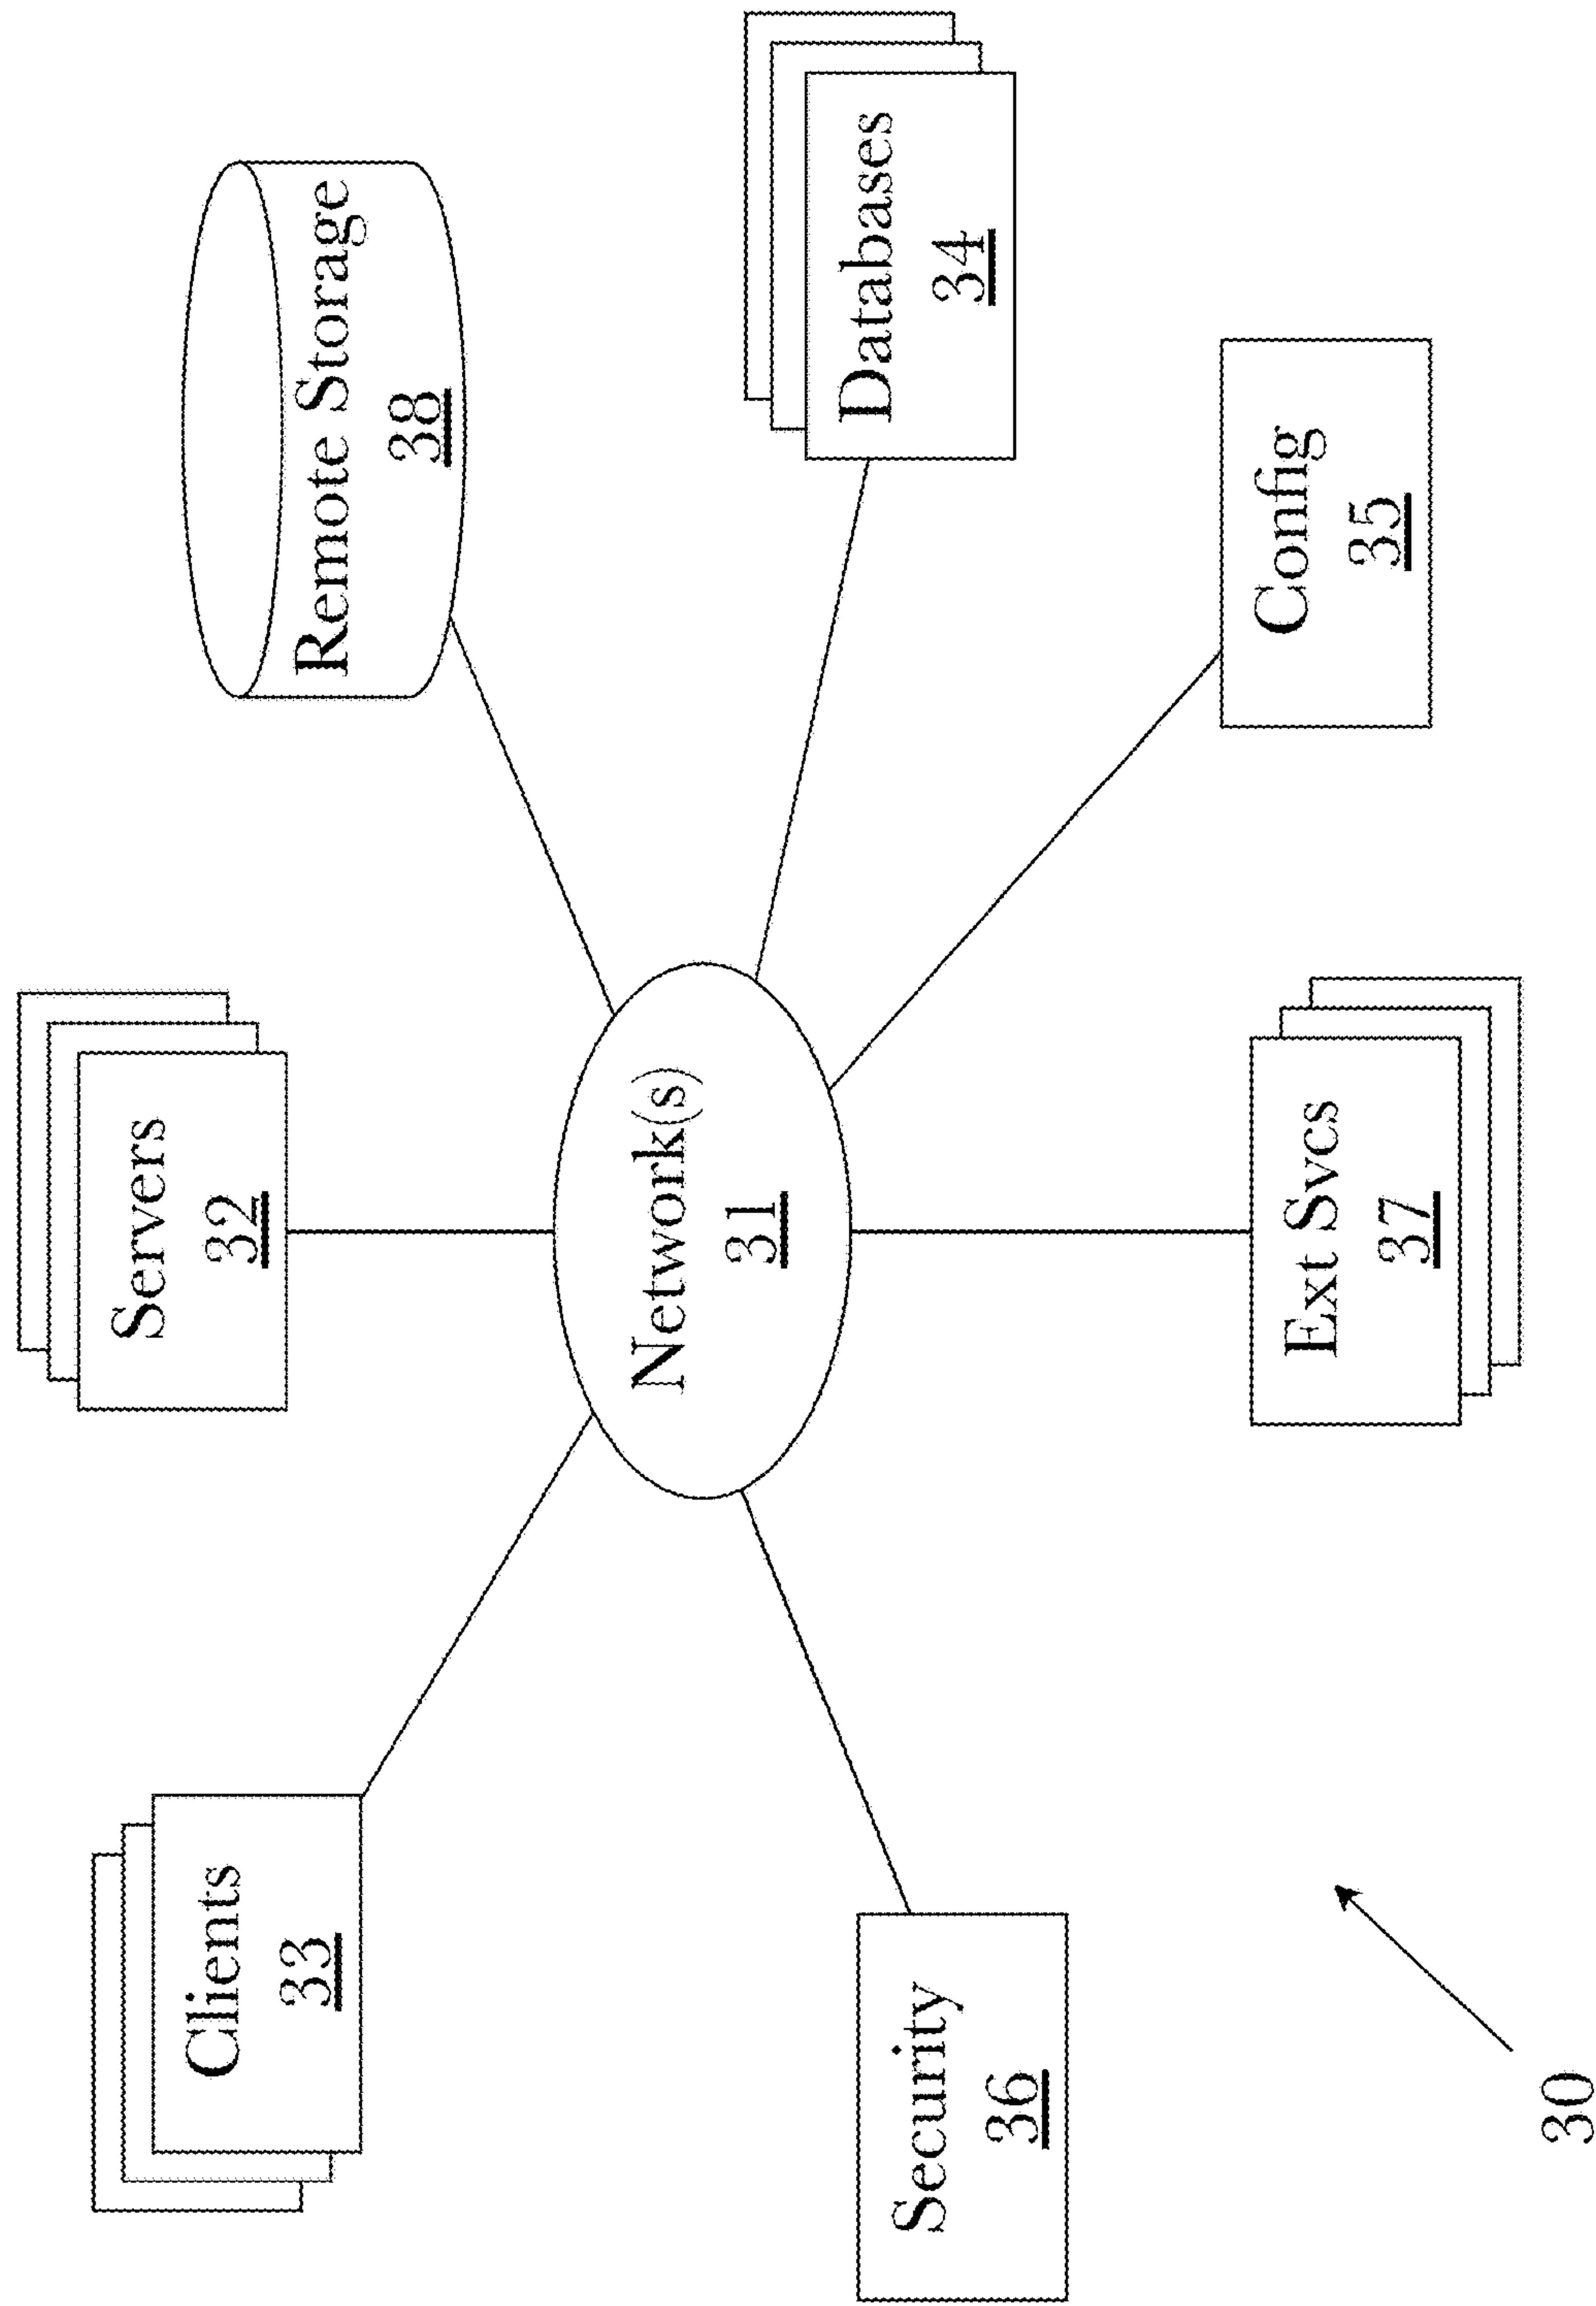 Servers
32
Clients
33
Remote Storage
38
Network(s)
31
Databases
34
Security
36
Ext Svcs
37
Config
35
30